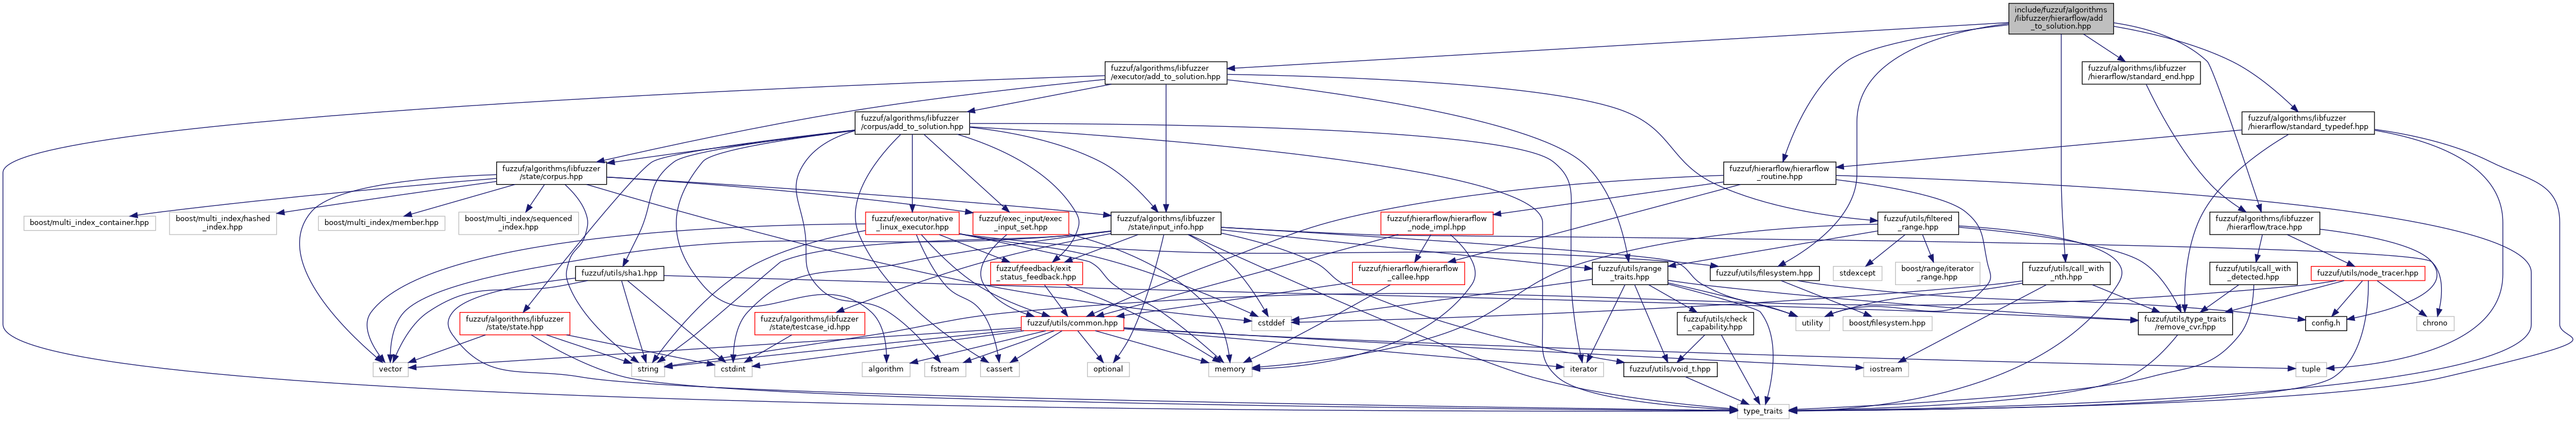 include/fuzzuf/algorithms
/libfuzzer/hierarflow/add
_to_solution.hpp
fuzzuf/algorithms/libfuzzer
/executor/add_to_solution.hpp
fuzzuf/algorithms/libfuzzer
/hierarflow/standard_end.hpp
fuzzuf/algorithms/libfuzzer
/corpus/add_to_solution.hpp
fuzzuf/algorithms/libfuzzer
/hierarflow/standard_typedef.hpp
fuzzuf/algorithms/libfuzzer
/state/corpus.hpp
fuzzuf/hierarflow/hierarflow
_routine.hpp
boost/multi_index_container.hpp
boost/multi_index/hashed
_index.hpp
boost/multi_index/member.hpp
boost/multi_index/sequenced
_index.hpp
fuzzuf/executor/native
_linux_executor.hpp
fuzzuf/exec_input/exec
_input_set.hpp
fuzzuf/algorithms/libfuzzer
/state/input_info.hpp
fuzzuf/hierarflow/hierarflow
_node_impl.hpp
fuzzuf/utils/filtered
_range.hpp
fuzzuf/algorithms/libfuzzer
/hierarflow/trace.hpp
fuzzuf/utils/sha1.hpp
fuzzuf/feedback/exit
_status_feedback.hpp
fuzzuf/hierarflow/hierarflow
_callee.hpp
fuzzuf/utils/range
_traits.hpp
fuzzuf/utils/filesystem.hpp
stdexcept
boost/range/iterator
_range.hpp
fuzzuf/utils/call_with
_nth.hpp
fuzzuf/utils/call_with
_detected.hpp
fuzzuf/utils/node_tracer.hpp
fuzzuf/algorithms/libfuzzer
/state/state.hpp
fuzzuf/algorithms/libfuzzer
/state/testcase_id.hpp
fuzzuf/utils/common.hpp
cstddef
fuzzuf/utils/check
_capability.hpp
utility
boost/filesystem.hpp
fuzzuf/utils/type_traits
/remove_cvr.hpp
config.h
chrono
vector
string
cstdint
algorithm
fstream
cassert
optional
memory
iterator
fuzzuf/utils/void_t.hpp
iostream
tuple
type_traits